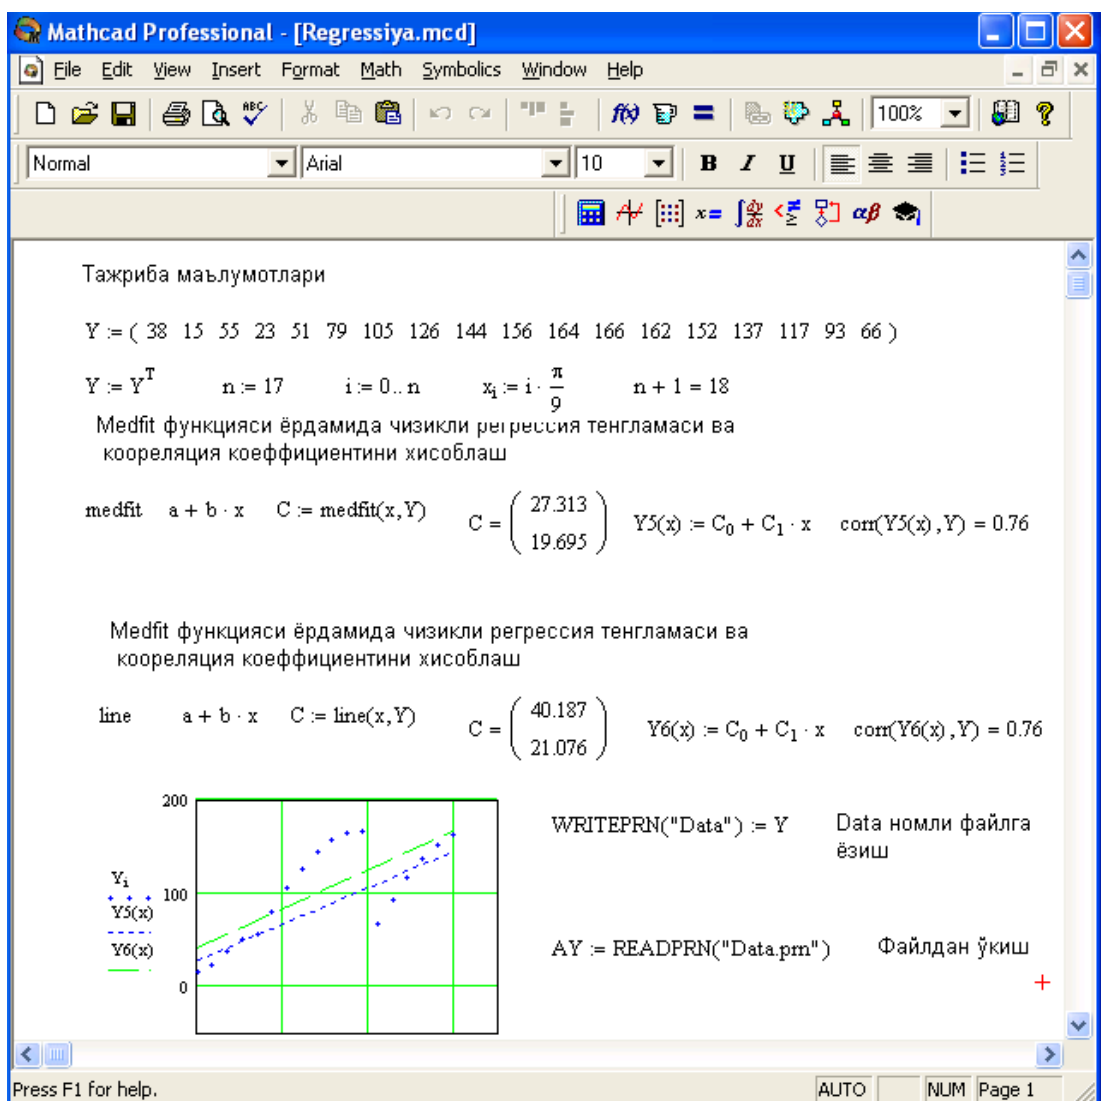 Mathcad Professional - [Regressiya.mcd]
File Edit View Insert Format Math Symbolics Window Help
100%
Normal Arial 10 B I U
Тажриба маълумотлари
Y := ( 38 15 55 23 51 79 105 126 144 156 164 166 162 152 137 117 93 66 )
Y := Y^T n := 17 i := 0.. n x_i := i · π/9 n + 1 = 18
Medfit функцияси ёрдамида чизикли регрессия тенгламаси ва
коореляция коеффициентини хисоблаш
medfit a + b · x C := medfit(x,Y) C = ( 27.313 19.695 ) Y5(x) := C_0 + C_1 · x corr(Y5(x),Y) = 0.76
Medfit функцияси ёрдамида чизикли регрессия тенгламаси ва
коореляция коеффициентини хисоблаш
line a + b · x C := line(x,Y) C = ( 40.187 21.076 ) Y6(x) := C_0 + C_1 · x corr(Y6(x),Y) = 0.76
200
100
0
Y_i
Y5(x)
Y6(x)
WRITEPRN("Data") := Y Data номли файлга
ёзиш
AY := READPRN("Data.prn") Файлдан ўкиш
Press F1 for help. AUTO NUM Page 1